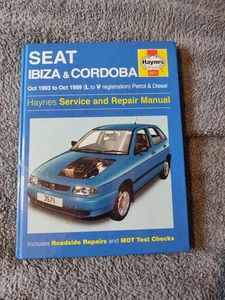 SEAT
IBIZA & CORDOBA
Haynes
3571
Oct 1993 to Oct 1999 (L to V registration) Petrol & Diesel
Haynes Service and Repair Manual
3571
Includes Roadside Repairs and MOT Test Checks